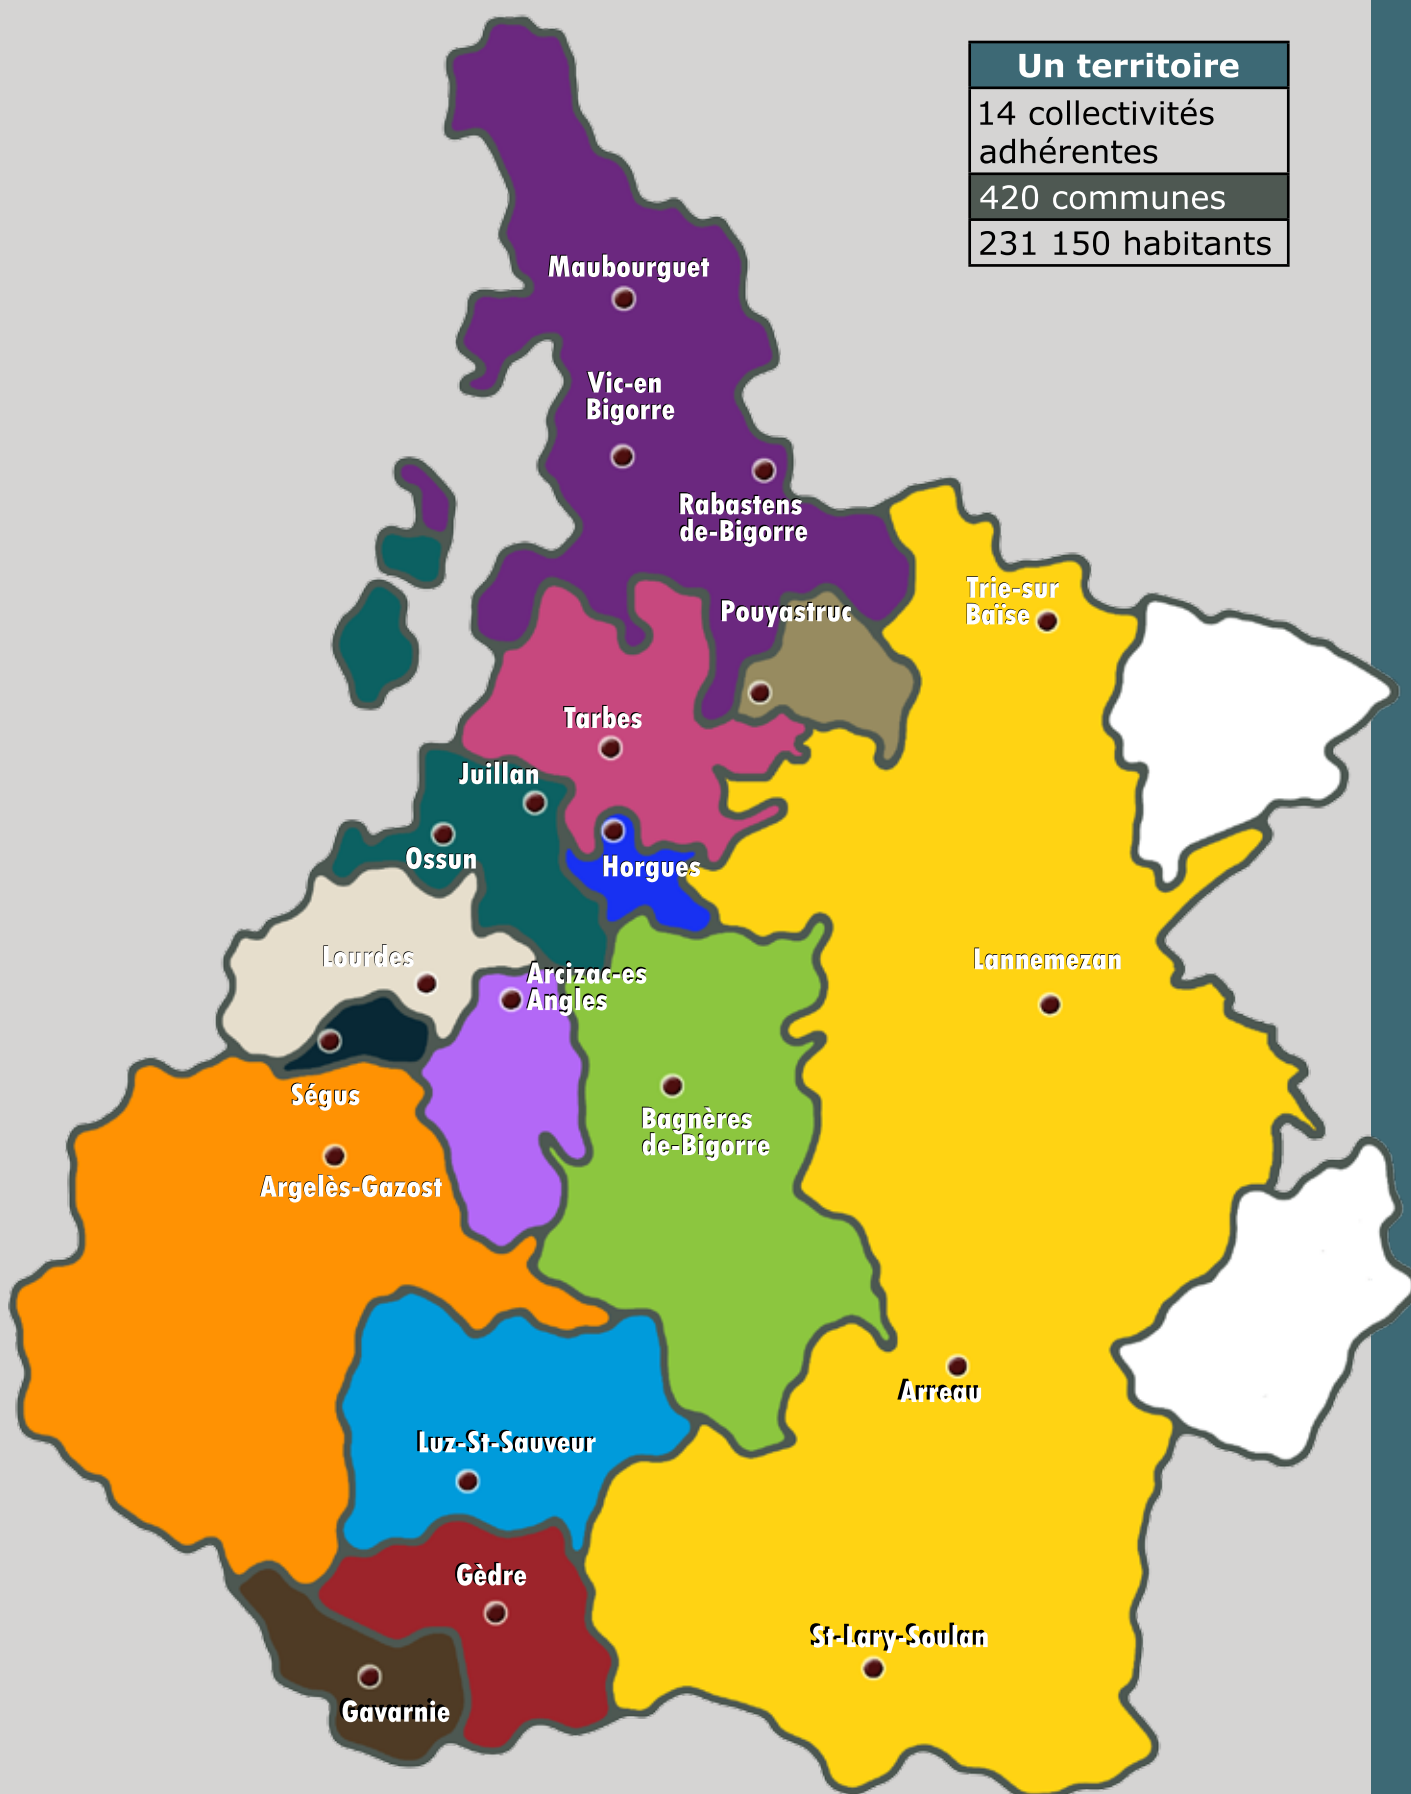 Un territoire
14 collectivités
adhérentes
420 communes
231 150 habitants
Maubourguet
Vic-en
Bigorre
Rabastens
de-Bigorre
Trie-sur
Baïse
Pouyastruc
Tarbes
Juillan
Ossun
Horgues
Lourdes
Arcizac-es
Angles
Lannemezan
Ségus
Bagnères
de-Bigorre
Argelès-Gazost
Arreau
Luz-St-Sauveur
Gèdre
St-Lary-Soulan
Gavarnie